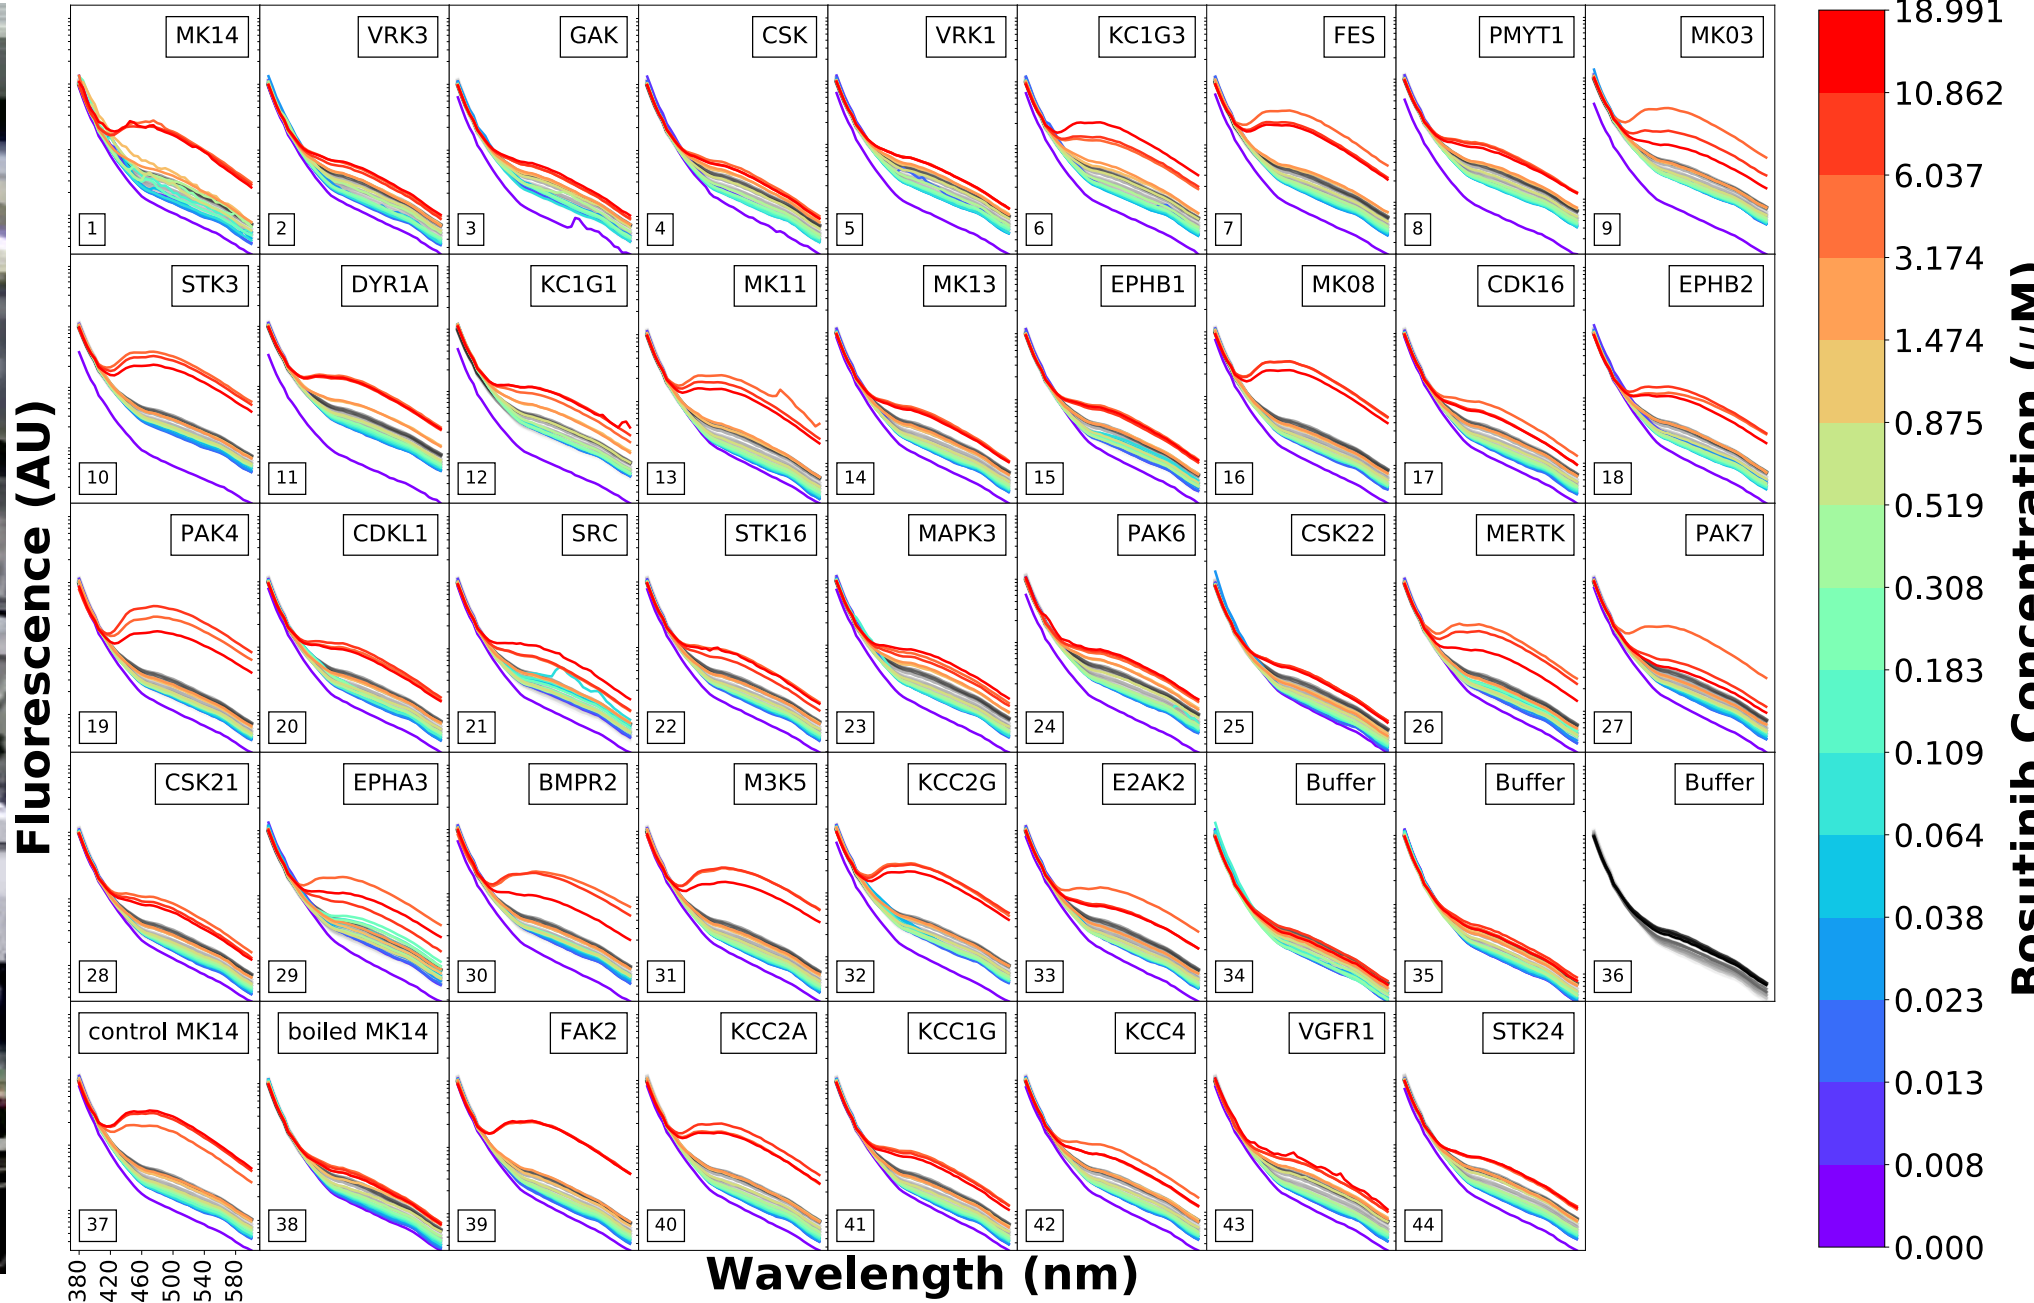 MK14
VRK3
GAK
CSK
VRK1
KC1G3
FES
PMYT1
MK03
1
2
3
4
5
6
7
8
9
STK3
DYR1A
KC1G1
MK11
MK13
EPHB1
MK08
CDK16
EPHB2
10
11
12
13
14
15
16
17
18
PAK4
CDKL1
SRC
STK16
MAPK3
PAK6
CSK22
MERTK
PAK7
19
20
21
22
23
24
25
26
27
CSK21
EPHA3
BMPR2
M3K5
KCC2G
E2AK2
Buffer
Buffer
Buffer
28
29
30
31
32
33
34
35
36
control MK14
boiled MK14
FAK2
KCC2A
KCC1G
KCC4
VGFR1
STK24
37
38
39
40
41
42
43
44
380
420
460
500
540
580
Wavelength (nm)
Fluorescence (AU)
18.991
10.862
6.037
3.174
1.474
0.875
0.519
0.308
0.183
0.109
0.064
0.038
0.023
0.013
0.008
0.000
Bosutinib Concentration (μM)